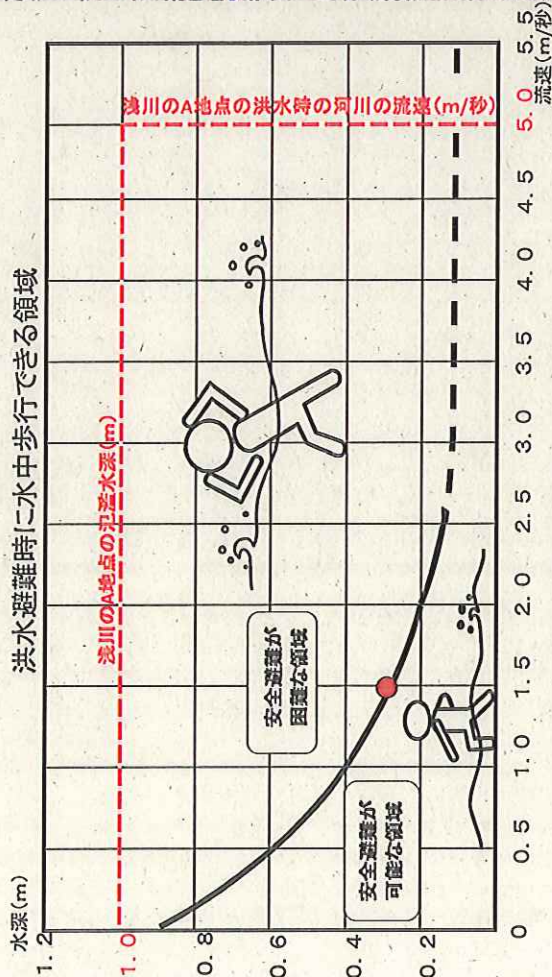 洪水避難時に水中歩行できる領域
水深(m)
1. 2
1. 0
0. 8
0. 6
0. 4
0. 2
0
浅川のA地点の氾濫水深(m)
浅川のA地点の洪水時の河川の流速(m/秒)
安全避難が
困難な領域
安全避難が
可能な領域
0. 5
1. 0
1. 5
2. 0
2. 5
3. 0
3. 5
4. 0
4. 5
5. 0
5. 5
流速(m/秒)